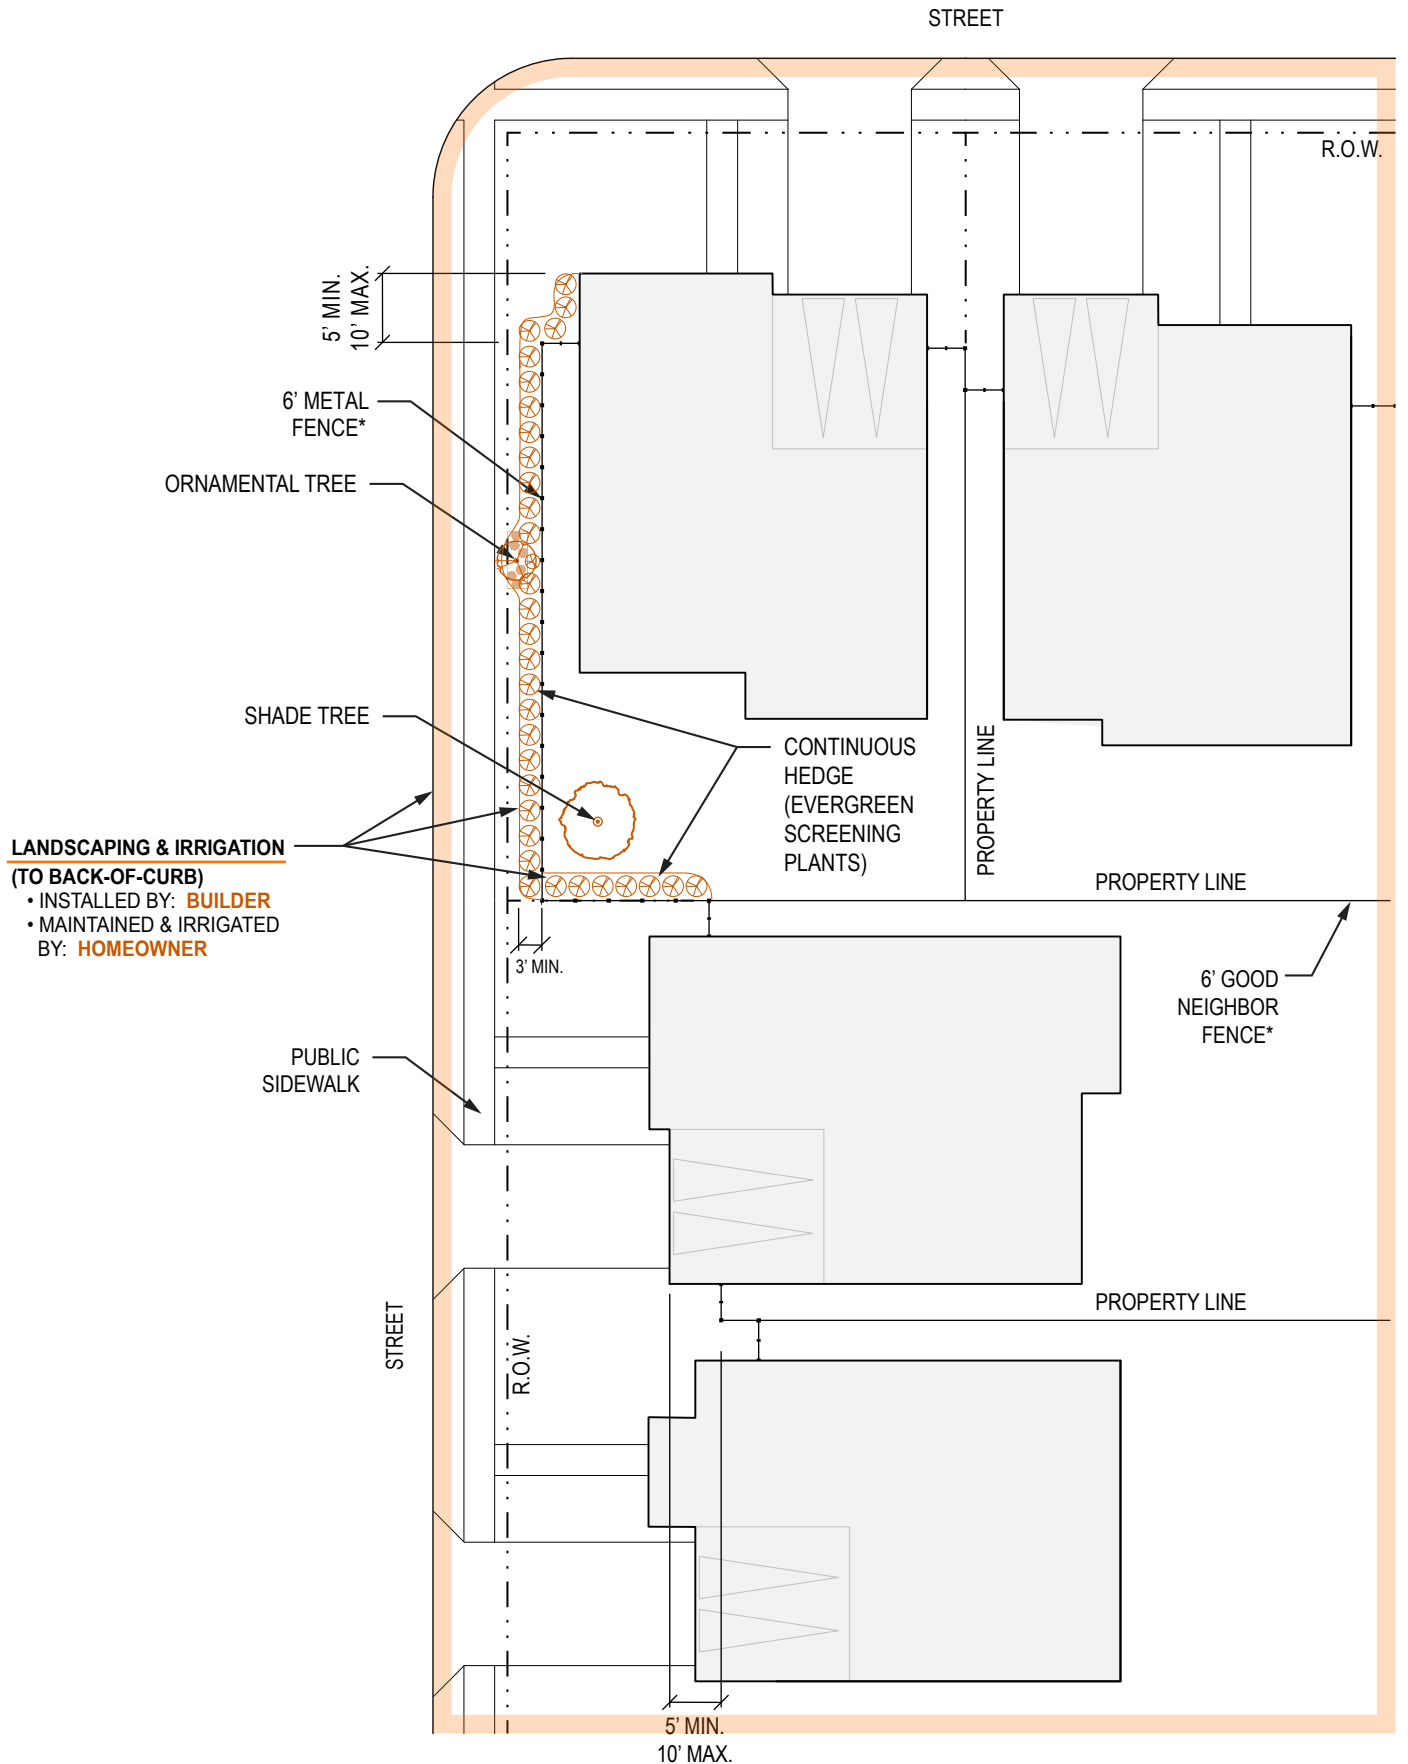 STREET
R.O.W.
5’ MIN.
10’ MAX.
6’ METAL
FENCE*
ORNAMENTAL TREE
SHADE TREE
CONTINUOUS
HEDGE
(EVERGREEN
SCREENING
PLANTS)
PROPERTY LINE
LANDSCAPING & IRRIGATION
(TO BACK-OF-CURB)
• INSTALLED BY: BUILDER
• MAINTAINED & IRRIGATED
BY: HOMEOWNER
PROPERTY LINE
3’ MIN.
6’ GOOD
NEIGHBOR
FENCE*
PUBLIC
SIDEWALK
STREET
R.O.W.
PROPERTY LINE
5’ MIN.
10’ MAX.